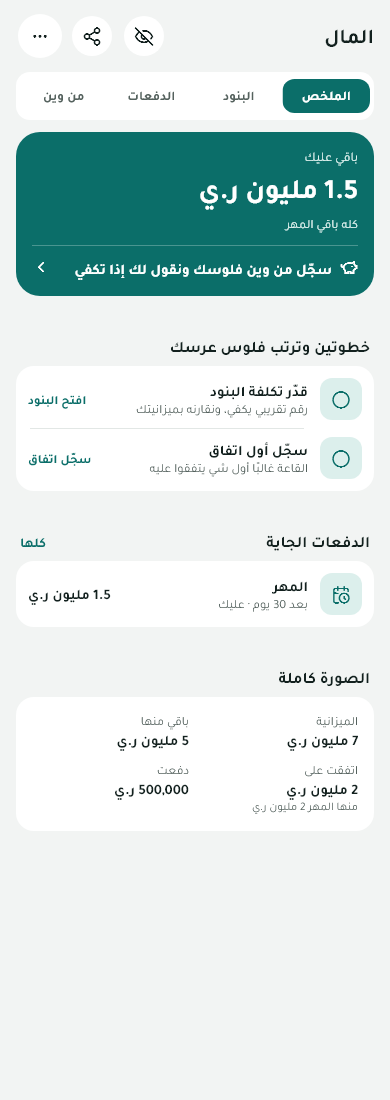 المال
الملخص
البنود
الدفعات
من وين
باقي عليك
1.5 مليون ر.ي
كله باقي المهر
سجّل من وين فلوسك ونقول لك إذا تكفي
خطوتين وترتب فلوس عرسك
قدّر تكلفة البنود
رقم تقريبي يكفي، ونقارنه بميزانيتك
افتح البنود
سجّل أول اتفاق
القاعة غالبًا أول شي يتفقوا عليه
سجّل اتفاق
الدفعات الجاية
كلها
المهر
بعد 30 يوم · عليك
1.5 مليون ر.ي
الصورة كاملة
الميزانية
7 مليون ر.ي
باقي منها
5 مليون ر.ي
اتفقت على
2 مليون ر.ي
منها المهر 2 مليون ر.ي
دفعت
500,000 ر.ي